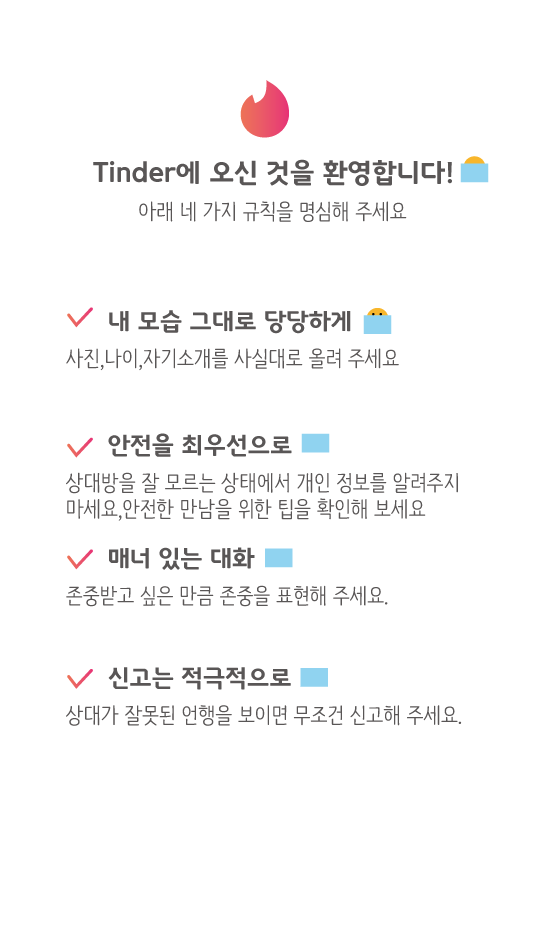 Tinder에 오신 것을 환영합니다!
아래 네 가지 규칙을 명심해 주세요
내 모습 그대로 당당하게
사진,나이,자기소개를 사실대로 올려 주세요
안전을 최우선으로
상대방을 잘 모르는 상태에서 개인 정보를 알려주지
마세요,안전한 만남을 위한 팁을 확인해 보세요
매너 있는 대화
존중받고 싶은 만큼 존중을 표현해 주세요.
신고는 적극적으로
상대가 잘못된 언행을 보이면 무조건 신고해 주세요.